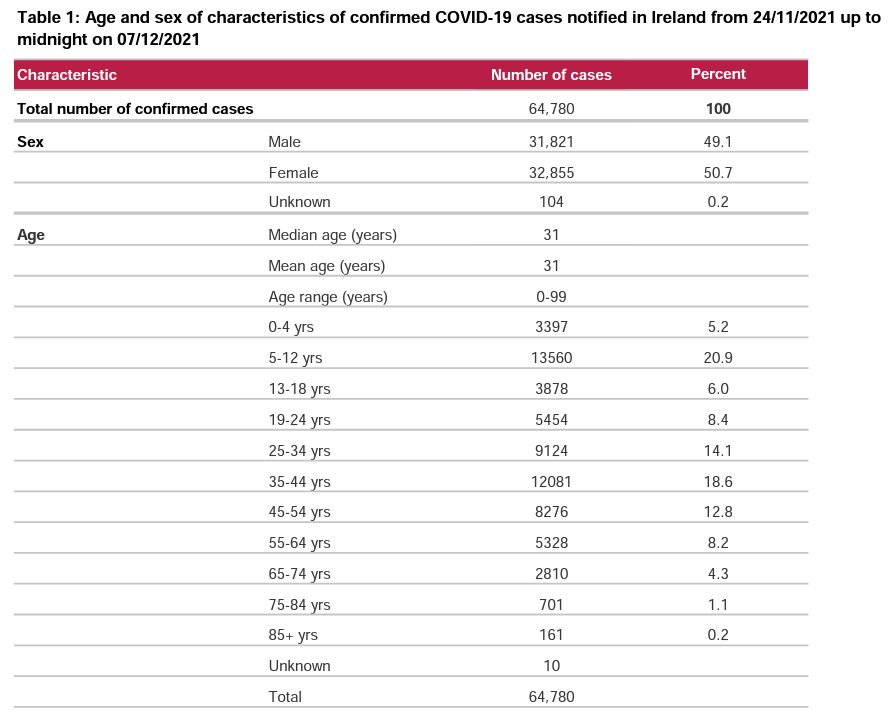 Table 1: Age and sex of characteristics of confirmed COVID-19 cases notified in Ireland from 24/11/2021 up to
midnight on 07/12/2021
Characteristic Number of cases Percent
Total number of confirmed cases 64,780 100
Sex Male 31,821 49.1
Female 32,855 50.7
Unknown 104 0.2
Age Median age (years) 31
Mean age (years) 31
Age range (years) 0-99
0-4 yrs 3397 5.2
5-12 yrs 13560 20.9
13-18 yrs 3878 6.0
19-24 yrs 5454 8.4
25-34 yrs 9124 14.1
35-44 yrs 12081 18.6
45-54 yrs 8276 12.8
55-64 yrs 5328 8.2
65-74 yrs 2810 4.3
75-84 yrs 701 1.1
85+ yrs 161 0.2
Unknown 10
Total 64,780